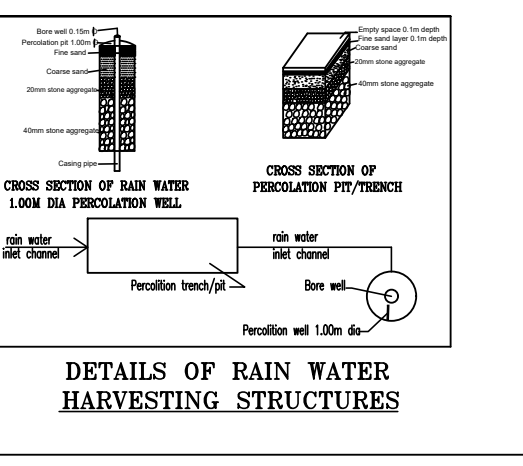 Bore well 0.15m ϕ
Percolation pit 1.00m ϕ
Fine sand
Coarse sand
20mm stone aggregate
40mm stone aggregate
Casing pipe
CROSS SECTION OF RAIN WATER
1.00M DIA PERCOLATION WELL
Empty space 0.1m depth
Fine sand layer 0.1m depth
Coarse sand
20mm stone aggregate
40mm stone aggregate
CROSS SECTION OF
PERCOLATION PIT/TRENCH
rain water
inlet channel
Percolition trench/pit
rain water
inlet channel
Bore well
Percolition well 1.00m dia
DETAILS OF RAIN WATER
HARVESTING STRUCTURES